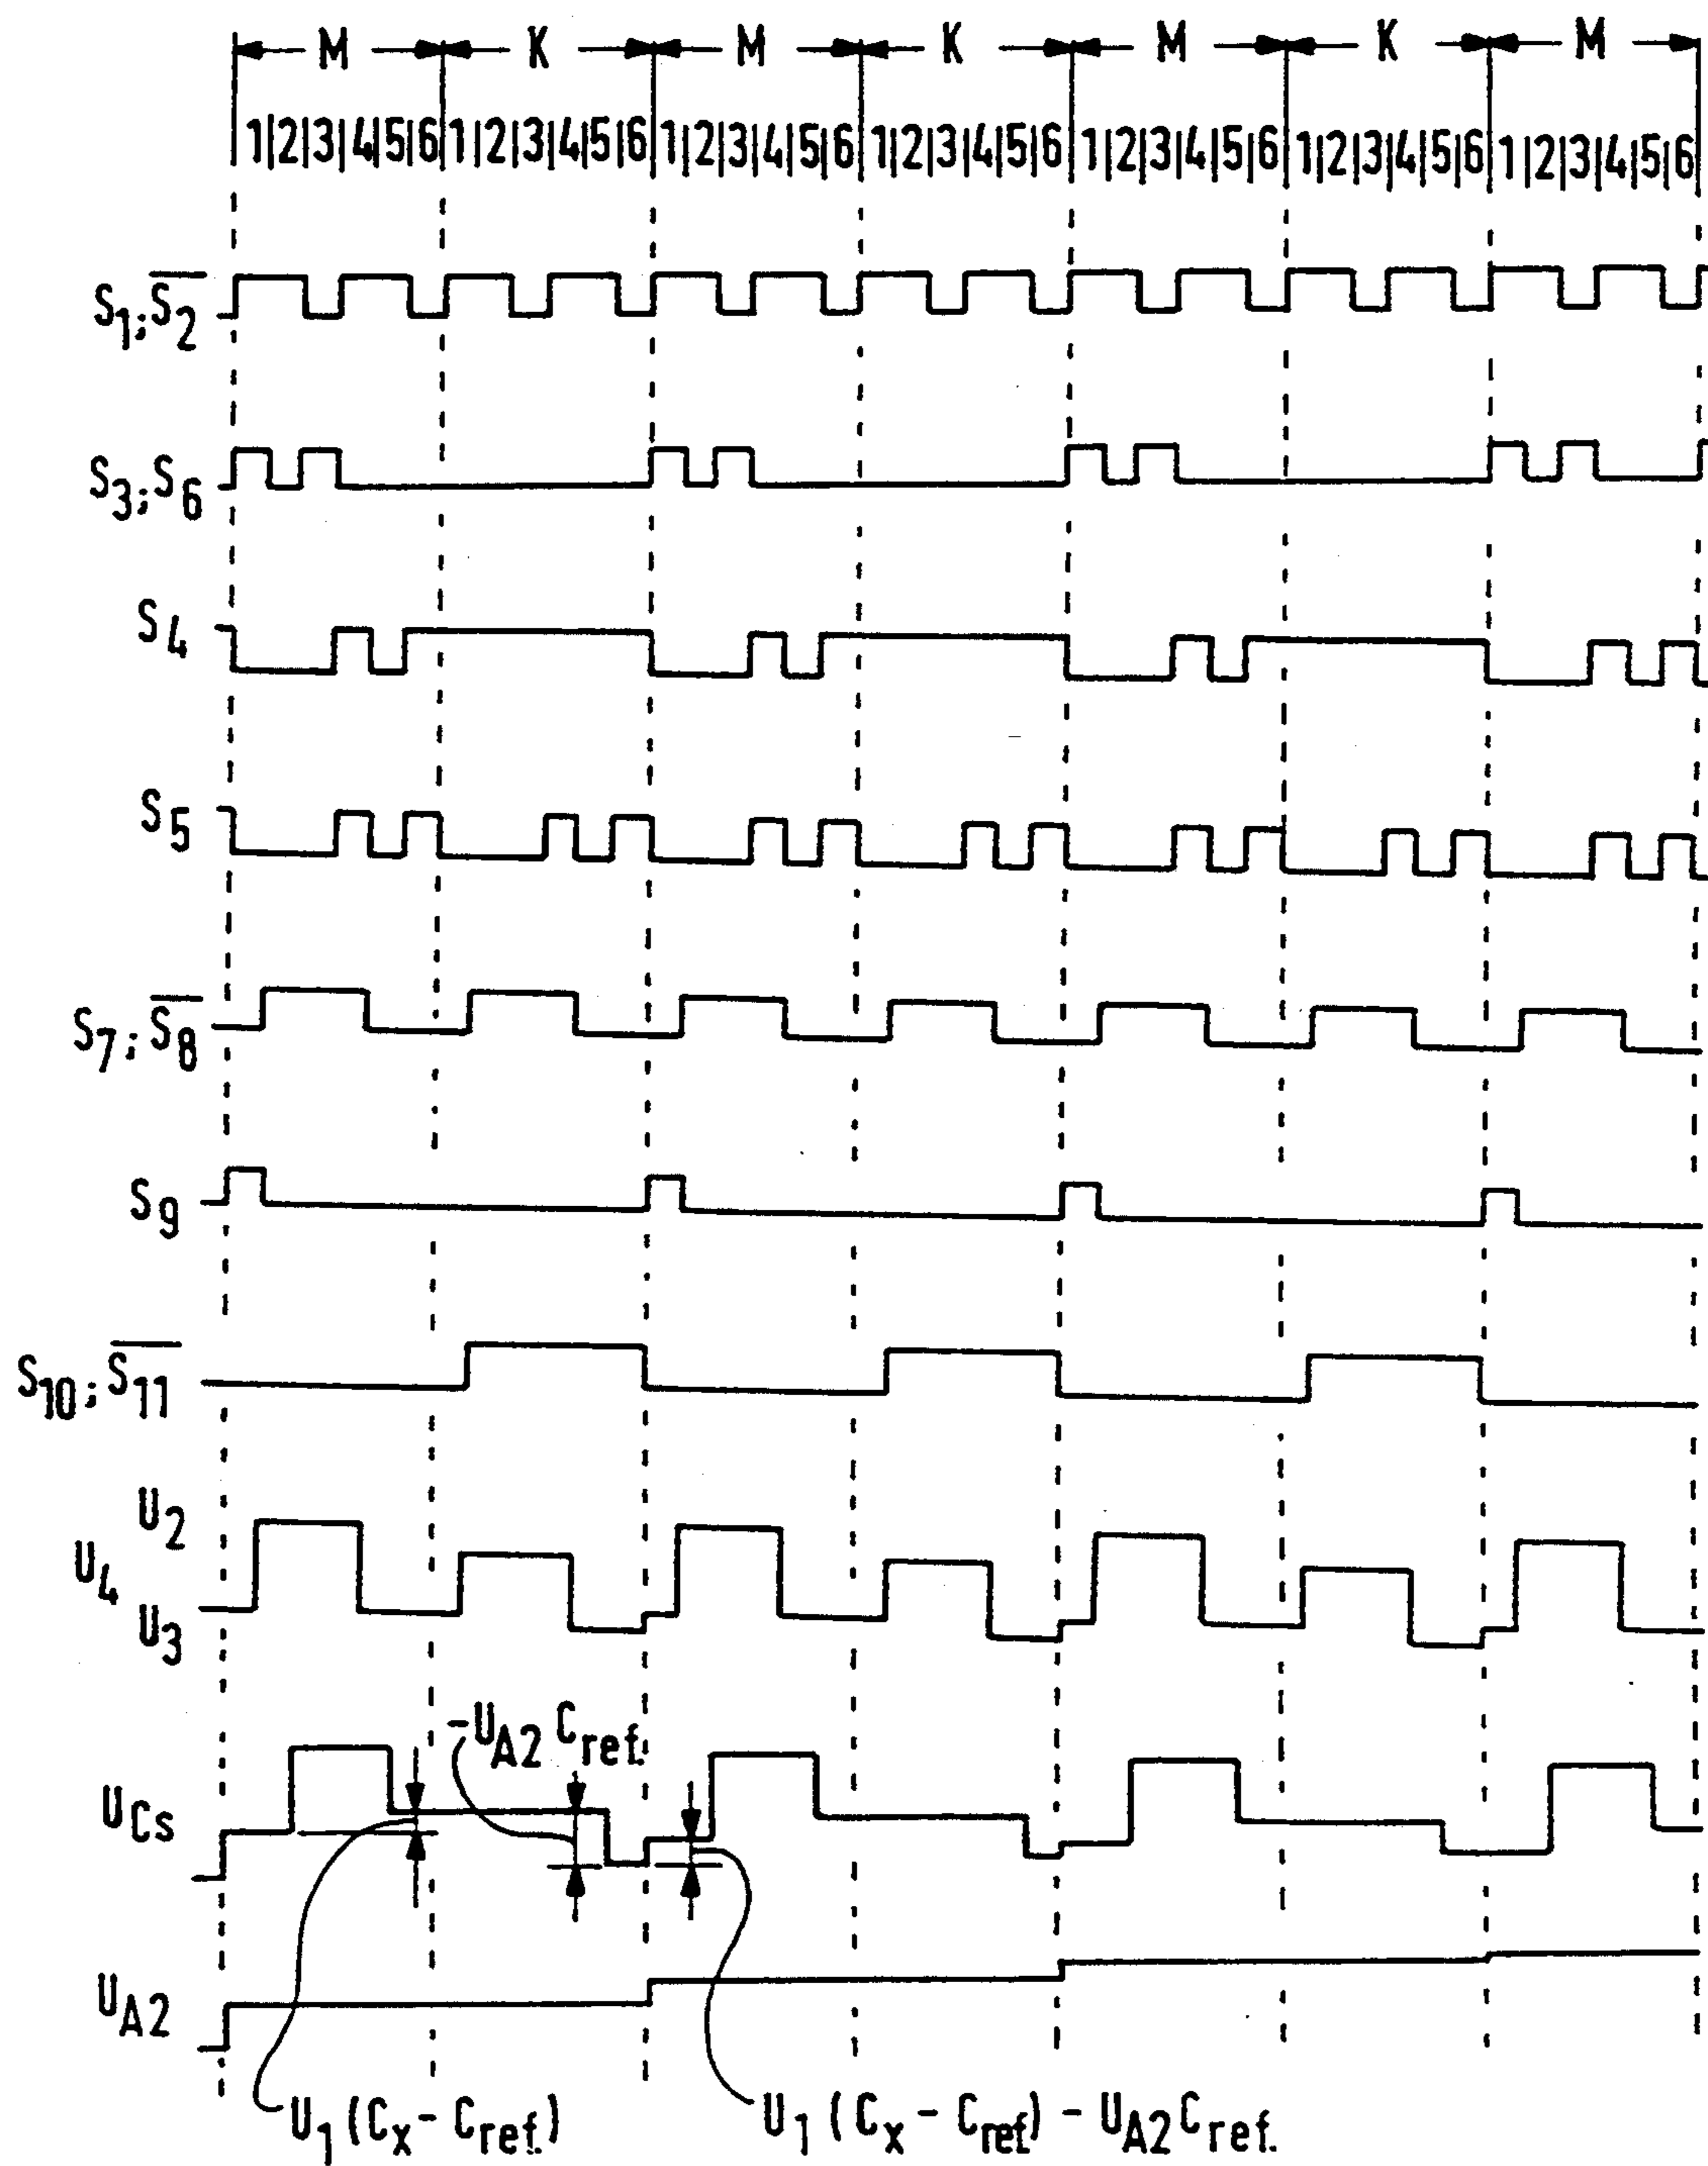 M K M K M K M
1|2|3|4|5|6 1|2|3|4|5|6 1|2|3|4|5|6 1|2|3|4|5|6 1|2|3|4|5|6 1|2|3|4|5|6 1|2|3|4|5|6
S1;S̅2̅
S3;S6
S4
S5
S7;S̅8̅
S9
S10;S̅1̅1̅
U2
U4
U3
-UA2 Cref.
UCs
UA2
U1 (Cx - Cref.)
U1 (Cx - Cref.) - UA2 Cref.